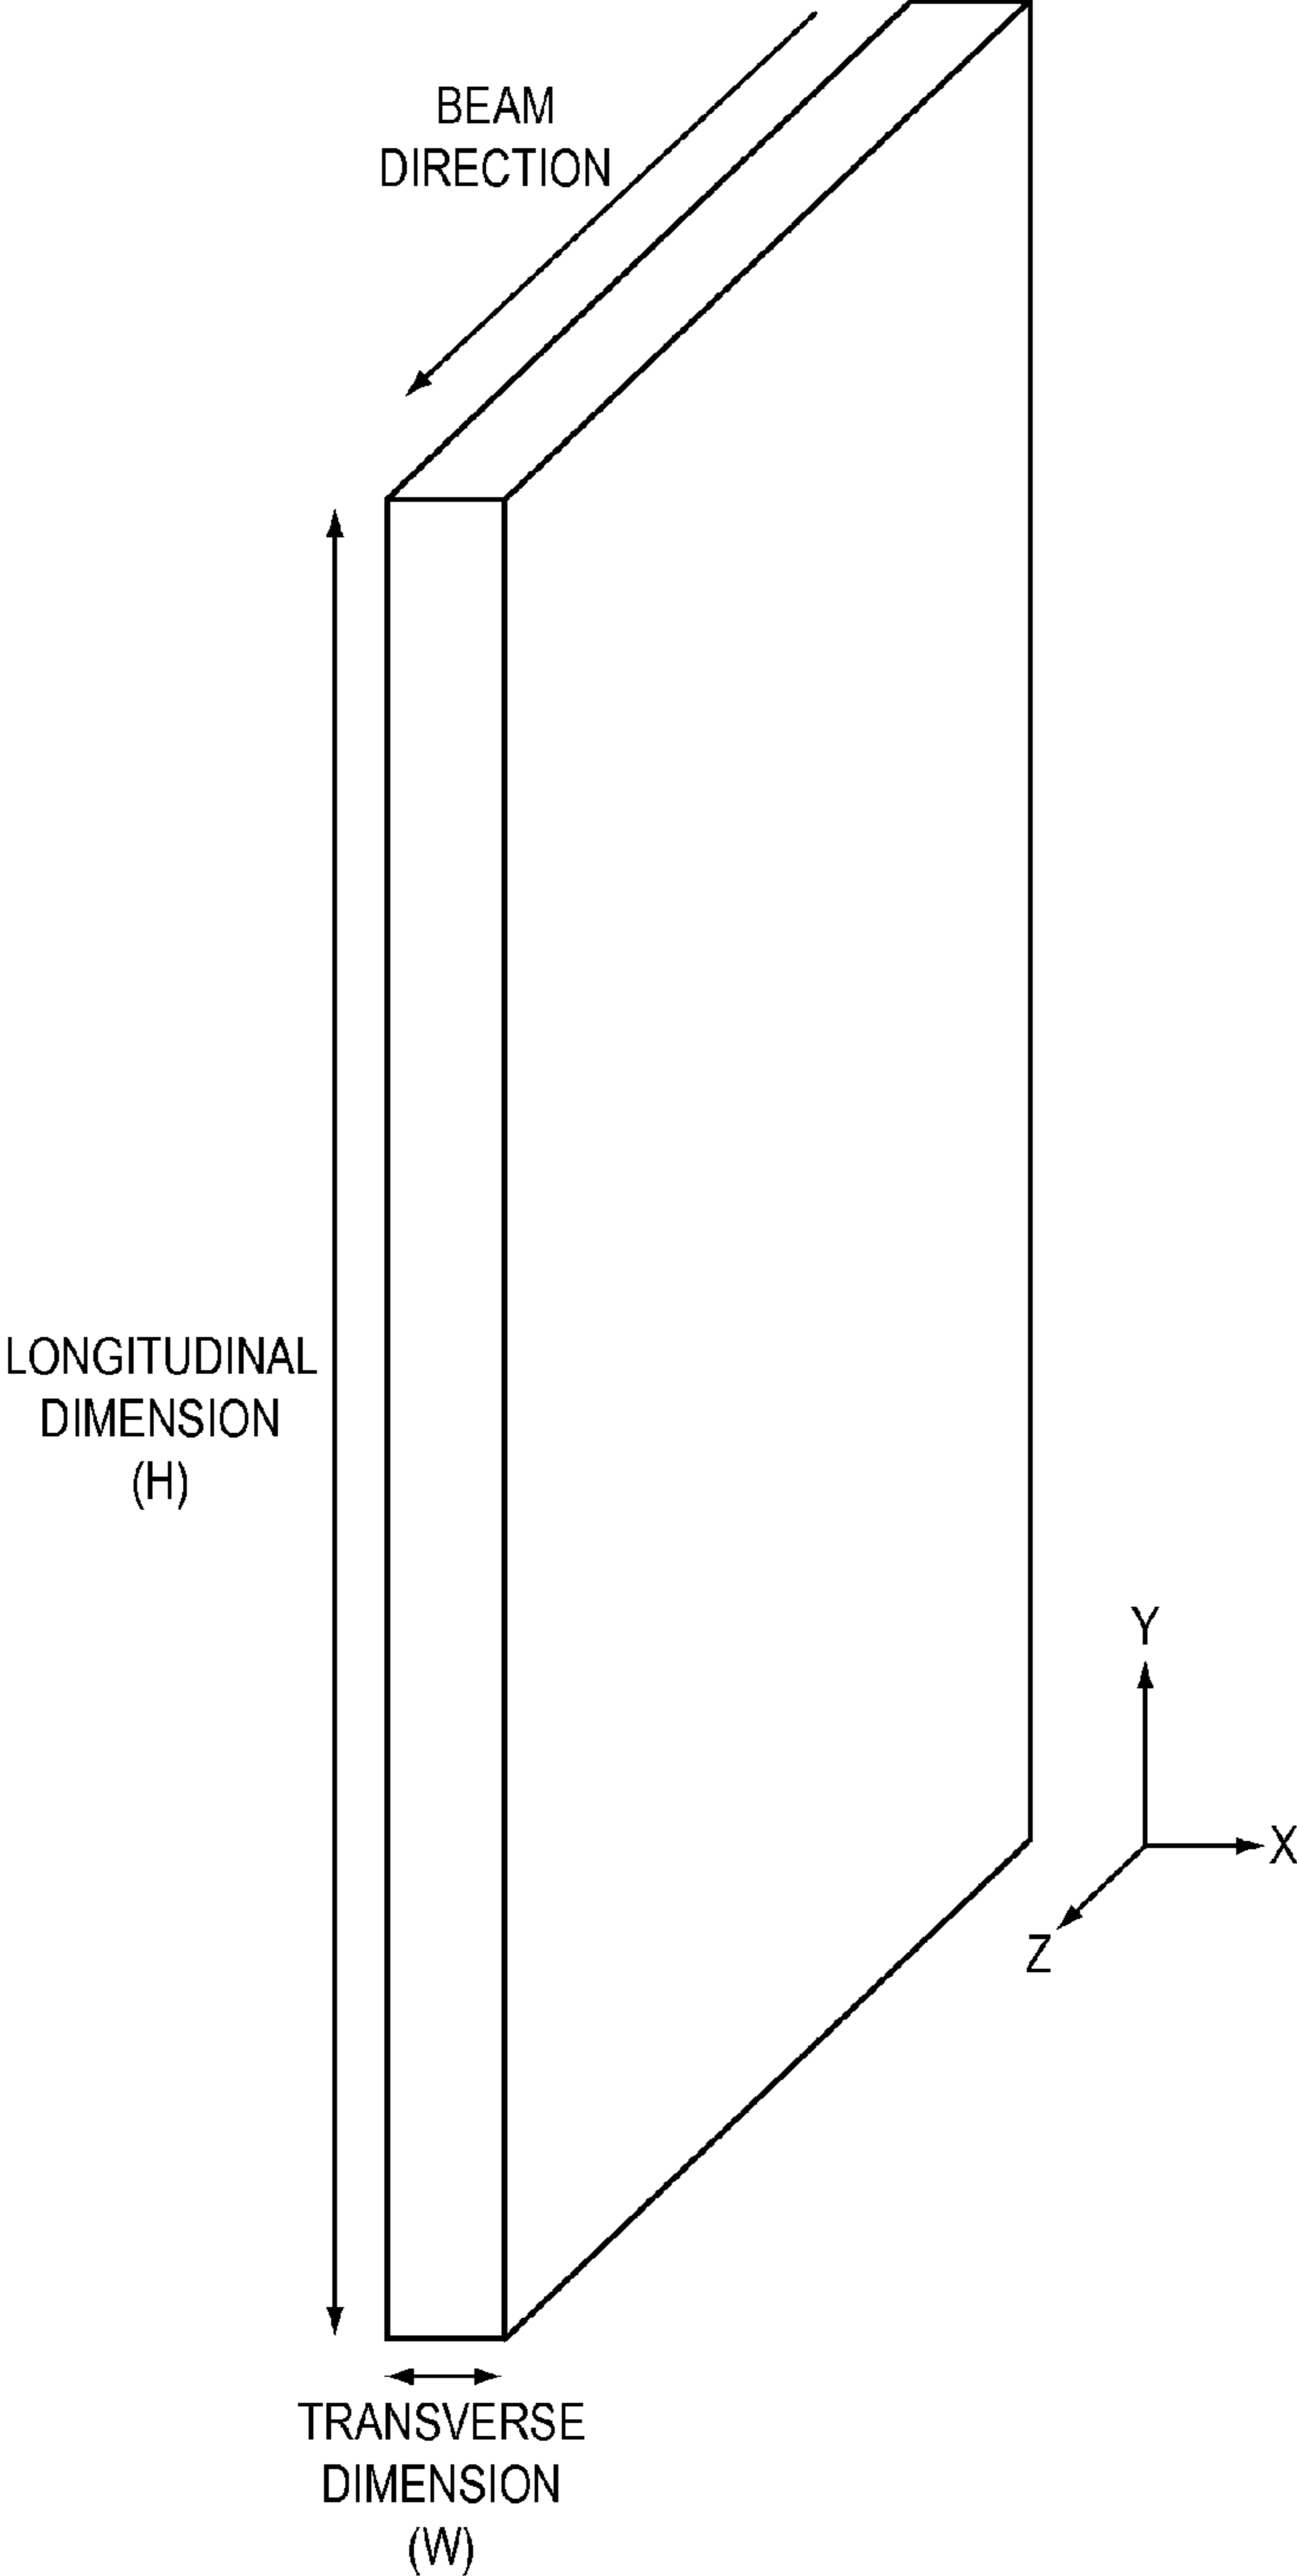 BEAM
DIRECTION
LONGITUDINAL
DIMENSION
(H)
Y
X
Z
TRANSVERSE
DIMENSION
(W)